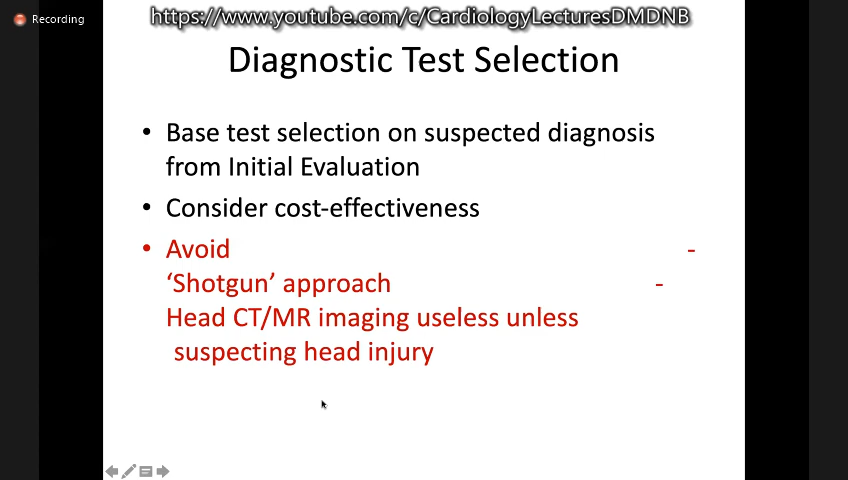 https://www.youtube.com/c/CardiologyLecturesDMDNB
Recording
Diagnostic Test Selection
• Base test selection on suspected diagnosis
from Initial Evaluation
• Consider cost-effectiveness
• Avoid -
‘Shotgun’ approach -
Head CT/MR imaging useless unless
suspecting head injury